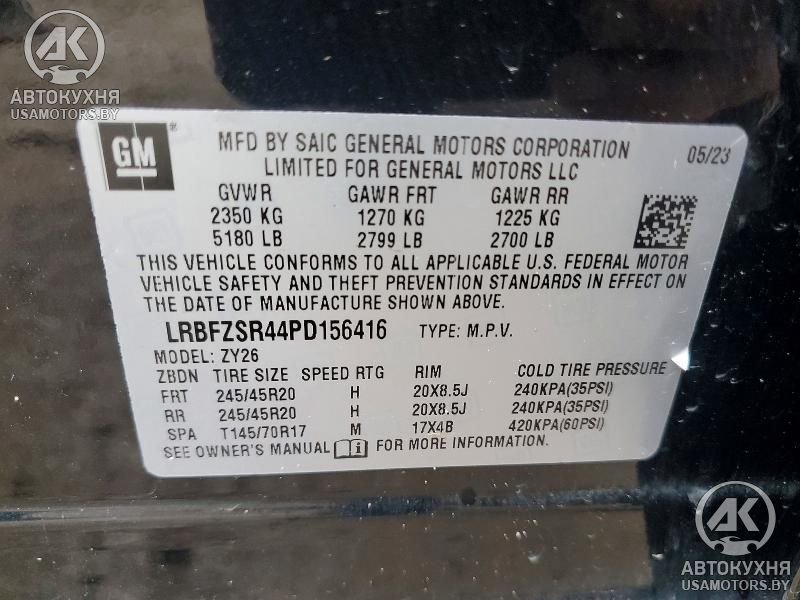 AK
АВТОКУХНЯ
USAMOTORS.BY
GM®
MFD BY SAIC GENERAL MOTORS CORPORATION
LIMITED FOR GENERAL MOTORS LLC
05/23
GVWR GAWR FRT GAWR RR
2350 KG 1270 KG 1225 KG
5180 LB 2799 LB 2700 LB
THIS VEHICLE CONFORMS TO ALL APPLICABLE U.S. FEDERAL MOTOR
VEHICLE SAFETY AND THEFT PREVENTION STANDARDS IN EFFECT ON
THE DATE OF MANUFACTURE SHOWN ABOVE.
LRBFZSR44PD156416 TYPE: M.P.V.
MODEL: ZY26
ZBDN TIRE SIZE SPEED RTG RIM COLD TIRE PRESSURE
FRT 245/45R20 H 20X8.5J 240KPA(35PSI)
RR 245/45R20 H 20X8.5J 240KPA(35PSI)
SPA T145/70R17 M 17X4B 420KPA(60PSI)
SEE OWNER'S MANUAL i FOR MORE INFORMATION.
AK
АВТОКУХНЯ
USAMOTORS.BY